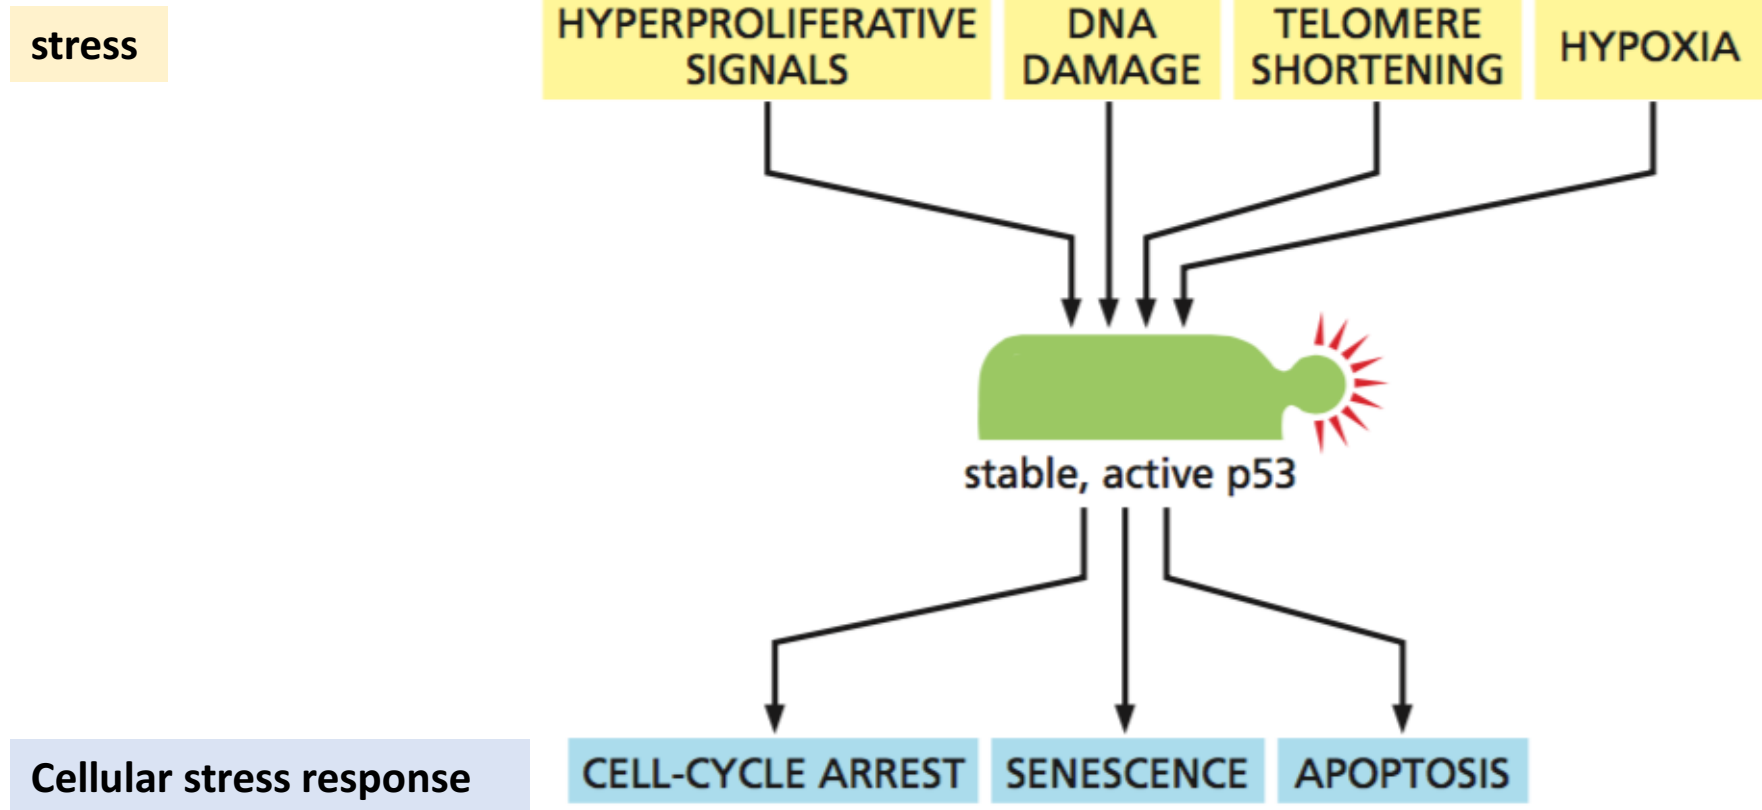 stress
HYPERPROLIFERATIVE
SIGNALS
DNA
DAMAGE
TELOMERE
SHORTENING
HYPOXIA
stable, active p53
Cellular stress response
CELL-CYCLE ARREST
SENESCENCE
APOPTOSIS